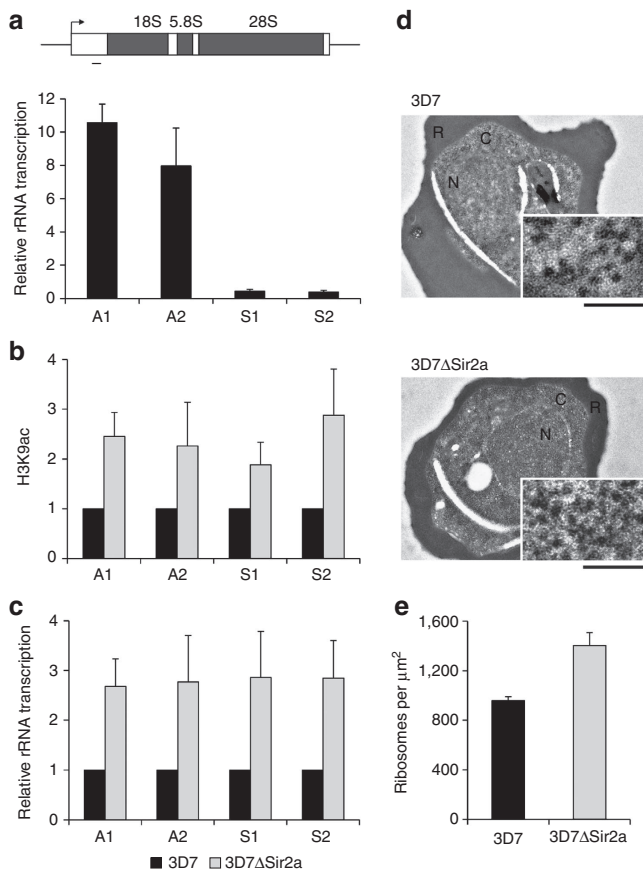 a
18S 5.8S 28S
Relative rRNA transcription
12
10
8
6
4
2
0
A1 A2 S1 S2
b
H3K9ac
4
3
2
1
0
A1 A2 S1 S2
c
Relative rRNA transcription
4
3
2
1
0
A1 A2 S1 S2
3D7 3D7ΔSir2a
d
3D7
R C
N
3D7ΔSir2a
C
R
N
e
Ribosomes per μm²
1,600
1,200
800
400
0
3D7 3D7ΔSir2a